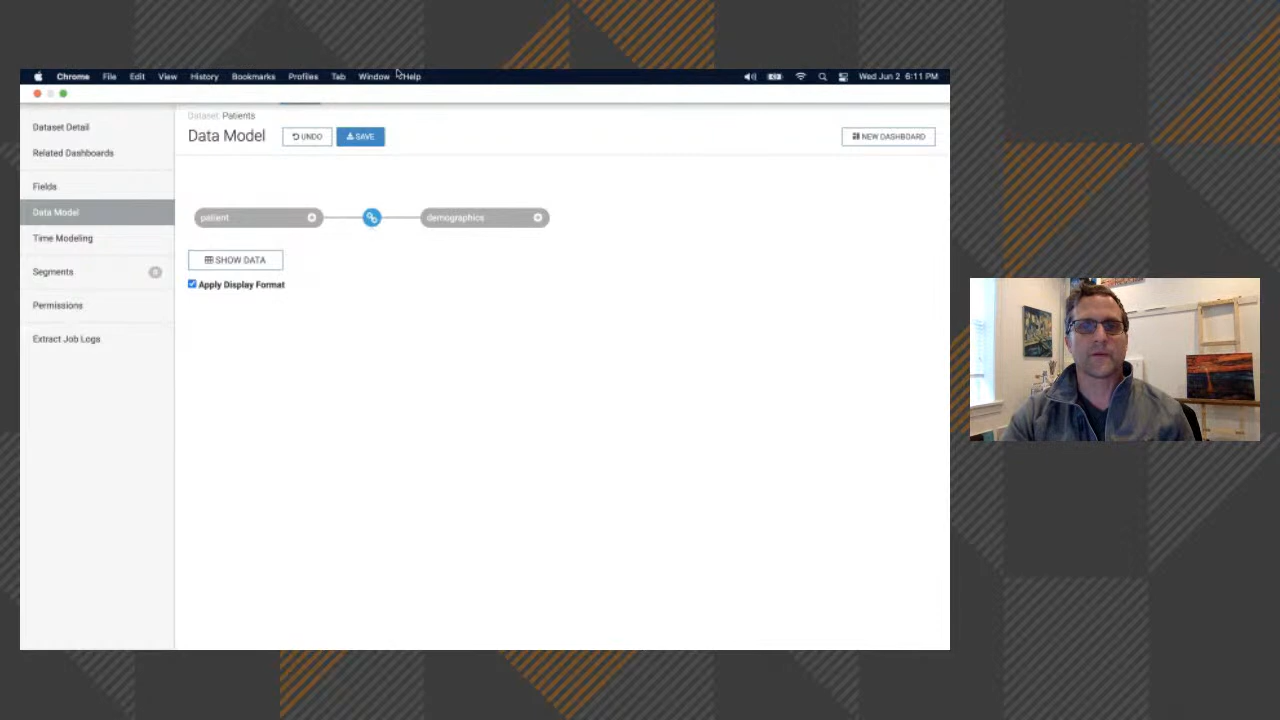 Chrome File Edit View History Bookmarks Profiles Tab Window Help
Wed Jun 2 6:11 PM
Dataset: Patients
Data Model
UNDO
SAVE
NEW DASHBOARD
Dataset Detail
Related Dashboards
Fields
Data Model
Time Modeling
Segments 0
Permissions
Extract Job Logs
patient
demographics
SHOW DATA
Apply Display Format